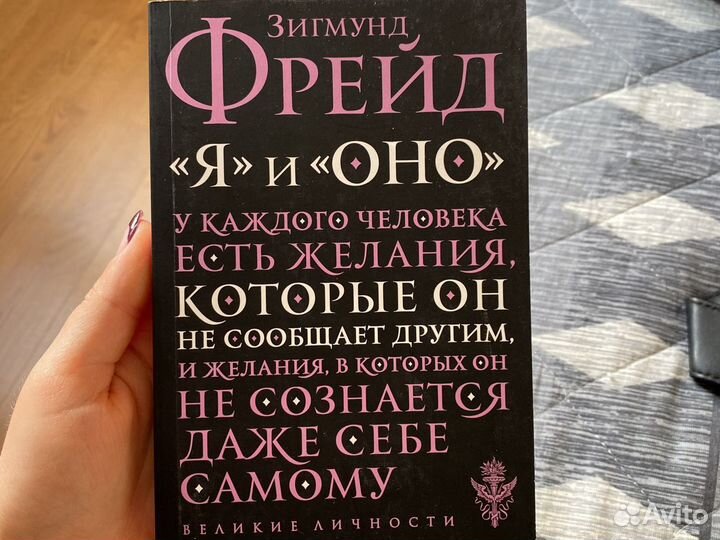 ЗИГМУНД
ФРЕЙД
«Я» И «ОНО»
У КАЖДОГО ЧЕЛОВЕКА
ЕСТЬ ЖЕЛАНИЯ,
КОТОРЫЕ ОН
НЕ СООБЩАЕТ ДРУГИМ,
И ЖЕЛАНИЯ, В КОТОРЫХ ОН
НЕ СОЗНАЕТСЯ
ДАЖЕ СЕБЕ
САМОМУ
ВЕЛИКИЕ ЛИЧНОСТИ
Avito